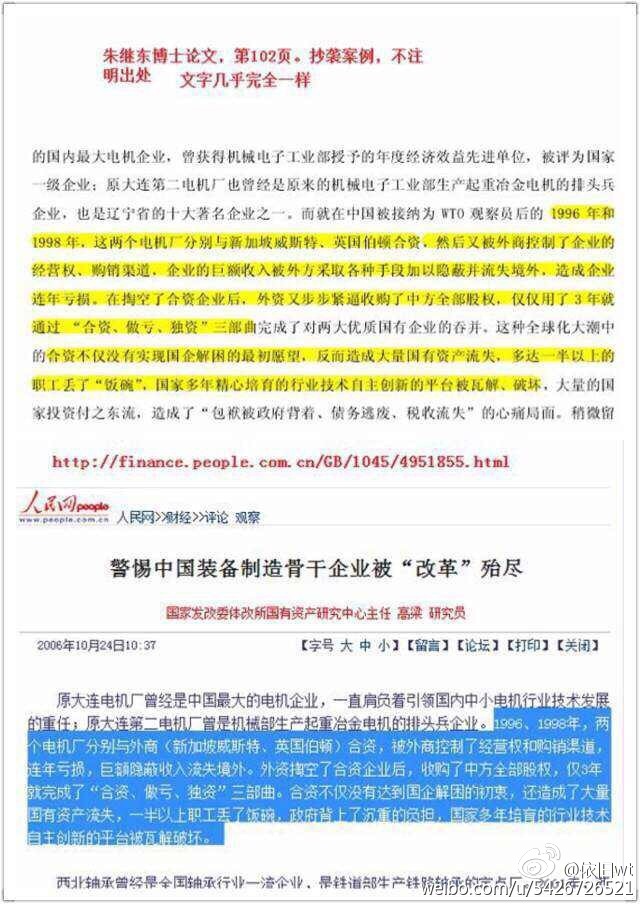 朱继东博士论文，第102页。抄袭案例，不注
明出处 文字几乎完全一样
的国内最大电机企业，曾获得机械电子工业部授予的年度经济效益先进单位，被评为国家
一级企业；原大连第二电机厂也曾经是原来的机械电子工业部生产起重冶金电机的排头兵
企业，也是辽宁省的十大著名企业之一。而就在中国被接纳为 WTO 观察员后的 1996 年和
1998 年，这两个电机厂分别与新加坡威斯特、英国伯顿合资，然后又被外商控制了企业的
经营权、购销渠道，企业的巨额收入被外方采取各种手段加以隐蔽并流失境外，造成企业
连年亏损。在掏空了合资企业后，外资又步步紧逼收购了中方全部股权，仅仅用了 3 年就
通过 “合资、做亏、独资”三部曲完成了对两大优质国有企业的吞并。这种全球化大潮中
的合资不仅没有实现国企解困的最初愿望，反而造成大量国有资产流失，多达一半以上的
职工丢了“饭碗”，国家多年精心培育的行业技术自主创新的平台被瓦解、破坏，大量的国
家投资付之东流，造成了“包袱被政府背着、债务逃废、税收流失”的心痛局面。稍微留
http://finance.people.com.cn/GB/1045/4951855.html
人民网people
www.people.com.cn 人民网>>财经>>评论 观察
警惕中国装备制造骨干企业被“改革”殆尽
国家发改委体改所国有资产研究中心主任 高梁 研究员
2006年10月24日10:37 【字号 大 中 小】【留言】【论坛】【打印】【关闭】
原大连电机厂曾经是中国最大的电机企业，一直肩负着引领国内中小电机行业技术发展
的重任；原大连第二电机厂曾是机械部生产起重冶金电机的排头兵企业。1996、1998年，两
个电机厂分别与外商（新加坡威斯特、英国伯顿）合资，被外商控制了经营权和购销渠道，
连年亏损，巨额隐蔽收入流失境外。外资掏空了合资企业后，收购了中方全部股权，仅3年
就完成了“合资、做亏、独资”三部曲。合资不仅没有达到国企解困的初衷，还造成了大量
国有资产流失，一半以上职工丢了饭碗，政府背上了沉重的负担，国家多年培育的行业技术
自主创新的平台被瓦解破坏。
西北轴承曾经是全国轴承行业一流企业，是铁道部生产铁路轴承的定点厂
@依旧wt
weibo.com/u/5426726521